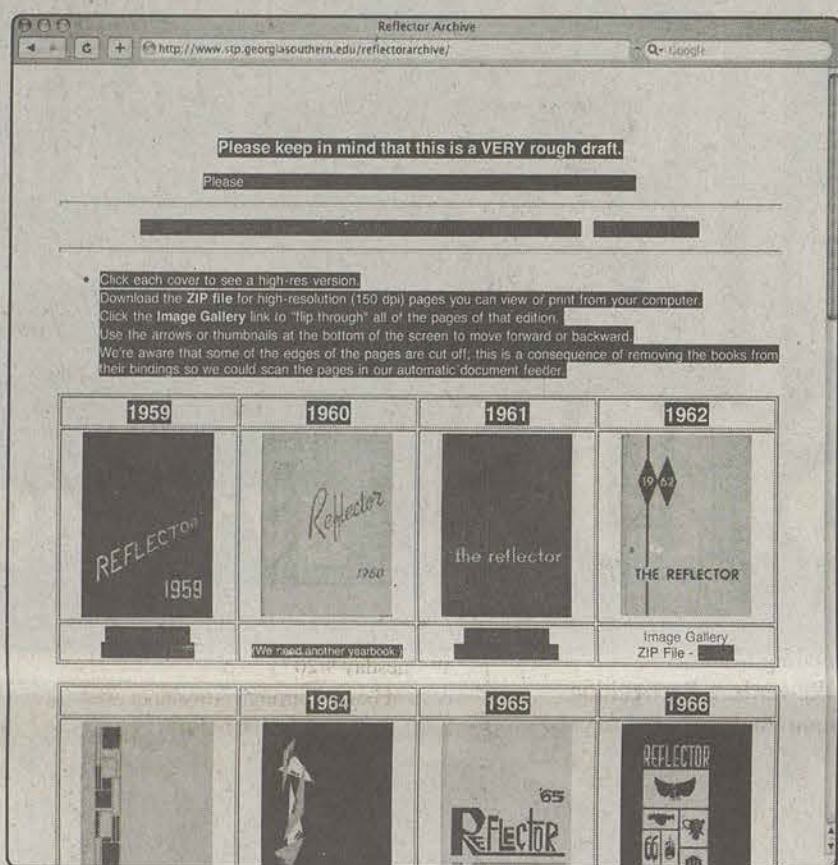 Reflector Archive
http://www.stp.georgiasouthern.edu/reflectorarchive/
Google
Please keep in mind that this is a VERY rough draft.
Please
• Click each cover to see a high-res version.
Download the ZIP file for high-resolution (150 dpi) pages you can view or print from your computer.
Click the Image Gallery link to "flip through" all of the pages of that edition.
Use the arrows or thumbnails at the bottom of the screen to move forward or backward.
We're aware that some of the edges of the pages are cut off; this is a consequence of removing the books from
their bindings so we could scan the pages in our automatic document feeder.
1959 1960 1961 1962
REFLECTOR
1959
Reflector
1960
the reflector
19 62
THE REFLECTOR
(We need another yearbook.)
Image Gallery
ZIP File -
1964 1965 1966
'65
REFLECTOR
REFLECTOR
66